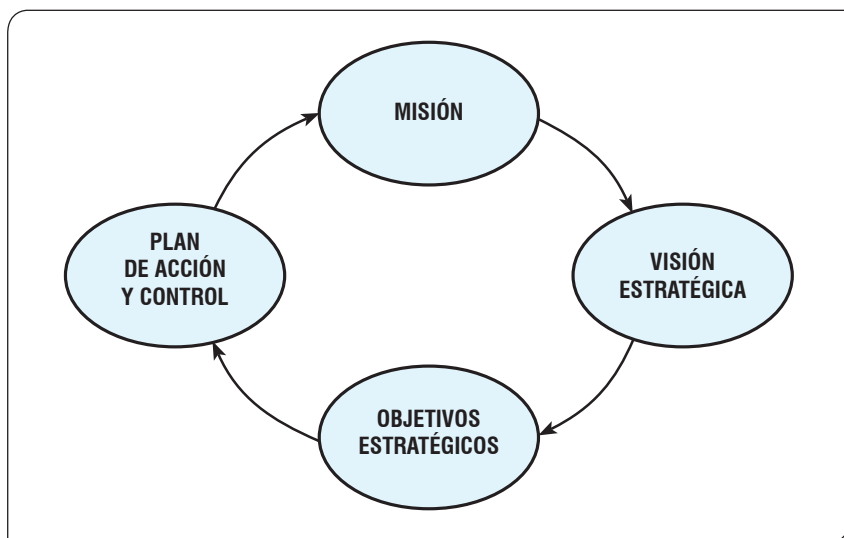 MISIÓN
VISIÓN
ESTRATÉGICA
OBJETIVOS
ESTRATÉGICOS
PLAN
DE ACCIÓN
Y CONTROL